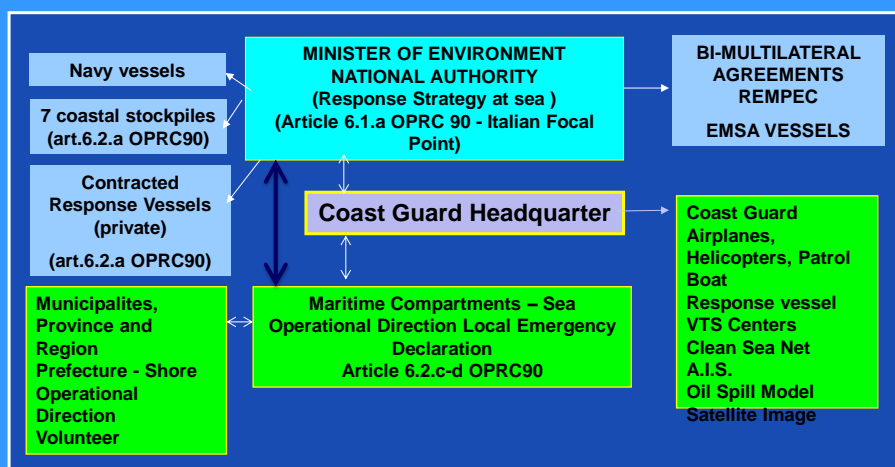 Navy vessels
7 coastal stockpiles
(art.6.2.a OPRC90)
Contracted
Response Vessels
(private)
(art.6.2.a OPRC90)
MINISTER OF ENVIRONMENT
NATIONAL AUTHORITY
(Response Strategy at sea )
(Article 6.1.a OPRC 90 - Italian Focal
Point)
BI-MULTILATERAL
AGREEMENTS
REMPEC
EMSA VESSELS
Coast Guard Headquarter
Coast Guard
Airplanes,
Helicopters, Patrol
Boat
Response vessel
VTS Centers
Clean Sea Net
A.I.S.
Oil Spill Model
Satellite Image
Municipalites,
Province and
Region
Prefecture - Shore
Operational
Direction
Volunteer
Maritime Compartments – Sea
Operational Direction Local Emergency
Declaration
Article 6.2.c-d OPRC90